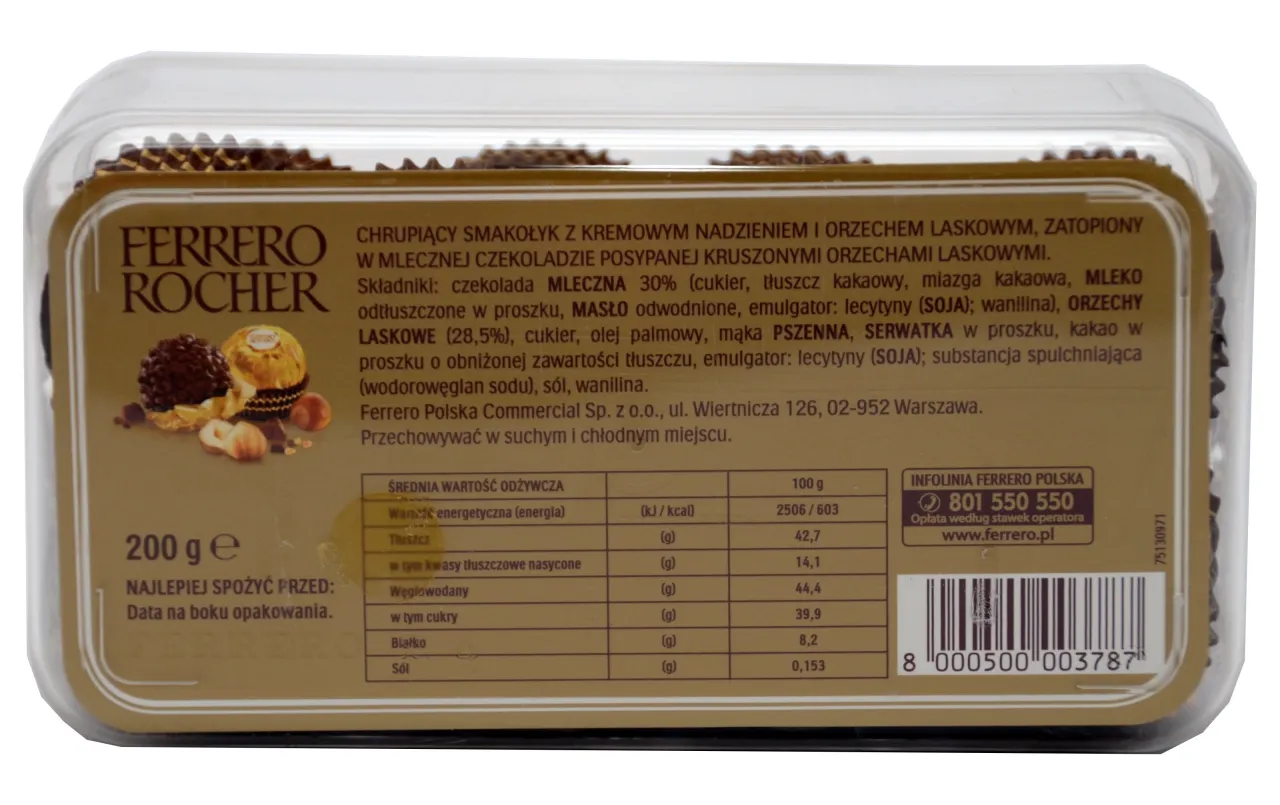 FERRERO
ROCHER
CHRUPIĄCY SMAKOŁYK Z KREMOWYM NADZIENIEM I ORZECHEM LASKOWYM, ZATOPIONY
W MLECZNEJ CZEKOLADZIE POSYPANEJ KRUSZONYMI ORZECHAMI LASKOWYMI.
Składniki: czekolada MLECZNA 30% (cukier, tłuszcz kakaowy, miazga kakaowa, MLEKO
odtłuszczone w proszku, MASŁO odwodnione, emulgator: lecytyny (SOJA); wanilina), ORZECHY
LASKOWE (28,5%), cukier, olej palmowy, mąka PSZENNA, SERWATKA w proszku, kakao w
proszku o obniżonej zawartości tłuszczu, emulgator: lecytyny (SOJA); substancja spulchniająca
(wodorowęglan sodu), sól, wanilina.
Ferrero Polska Commercial Sp. z o.o., ul. Wiertnicza 126, 02-952 Warszawa.
Przechowywać w suchym i chłodnym miejscu.
200 g ℮
NAJLEPIEJ SPOŻYĆ PRZED:
Data na boku opakowania.
ŚREDNIA WARTOŚĆ ODŻYWCZA 100 g
Wartość energetyczna (energia) (kJ / kcal) 2506 / 603
Tłuszcz (g) 42,7
w tym kwasy tłuszczowe nasycone (g) 14,1
Węglowodany (g) 44,4
w tym cukry (g) 39,9
Białko (g) 8,2
Sól (g) 0,153
INFOLINIA FERRERO POLSKA
801 550 550
Opłata według stawek operatora
www.ferrero.pl
75130971
8 000500 003787
FERRERO